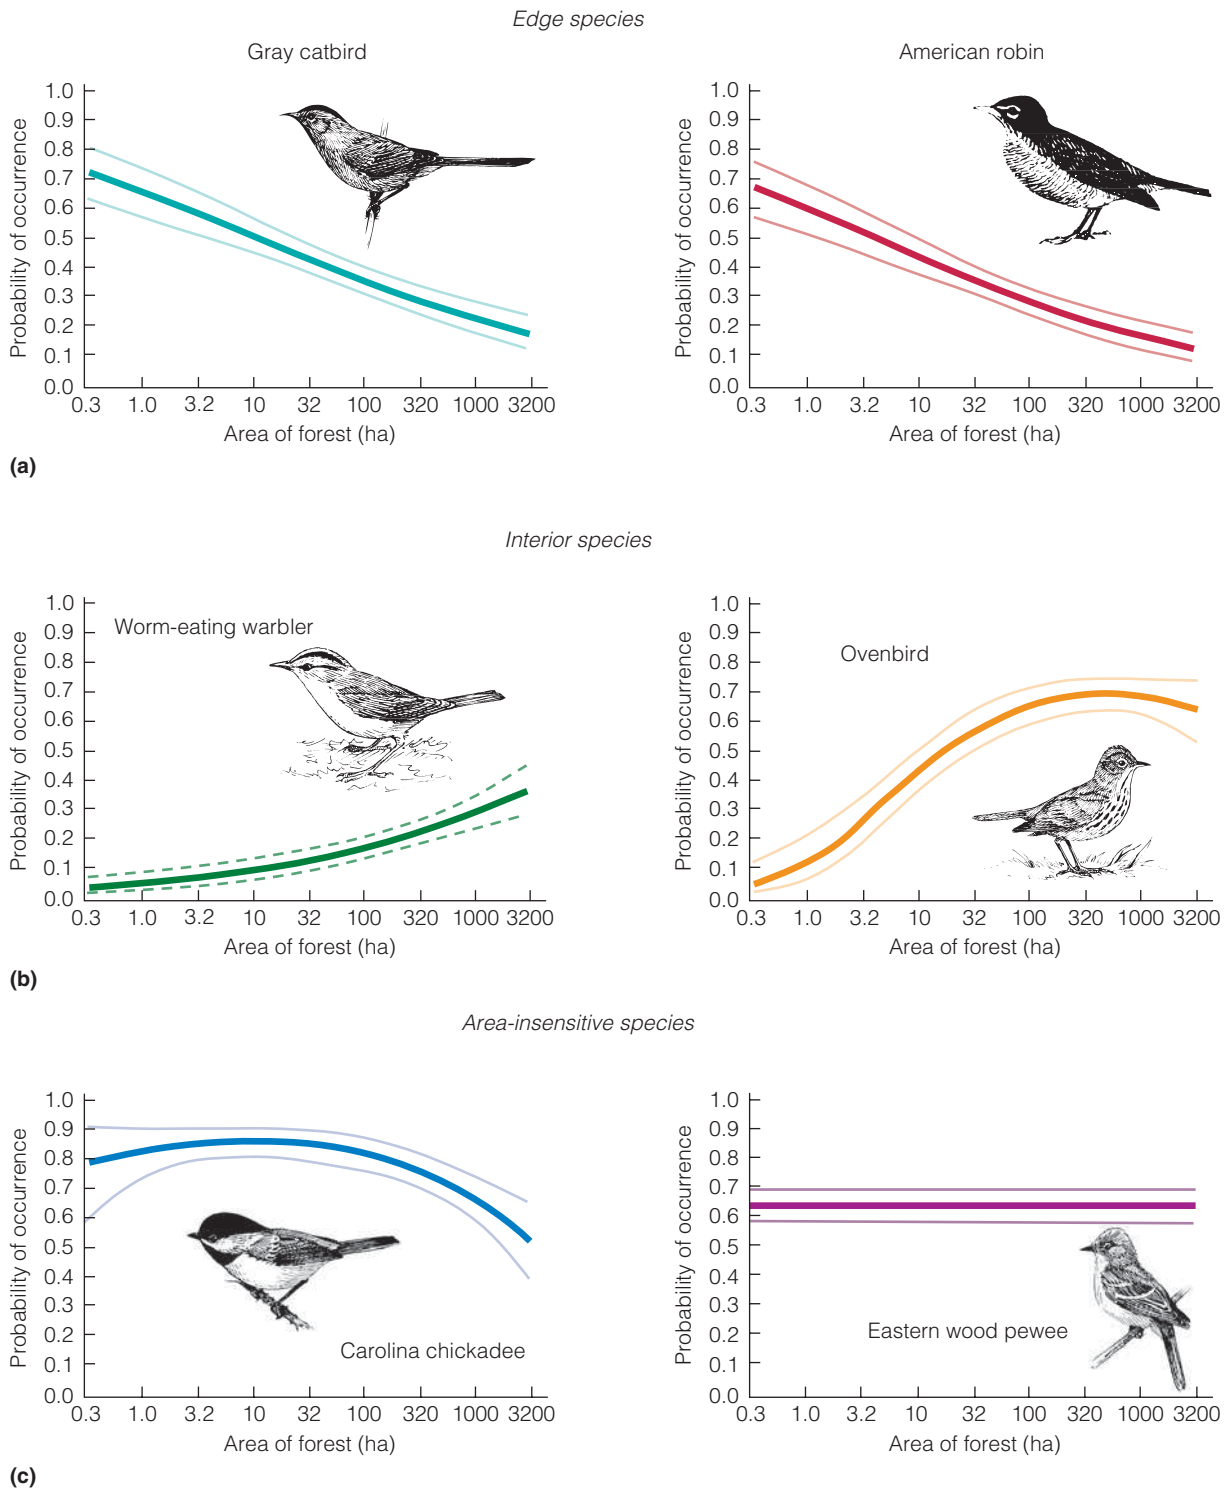 Edge species
Gray catbird
Probability of occurrence
1.0
0.9
0.8
0.7
0.6
0.5
0.4
0.3
0.2
0.1
0.0
0.3 1.0 3.2 10 32 100 320 1000 3200
Area of forest (ha)
American robin
Probability of occurrence
1.0
0.9
0.8
0.7
0.6
0.5
0.4
0.3
0.2
0.1
0.0
0.3 1.0 3.2 10 32 100 320 1000 3200
Area of forest (ha)
(a)
Interior species
Worm-eating warbler
Probability of occurrence
1.0
0.9
0.8
0.7
0.6
0.5
0.4
0.3
0.2
0.1
0.0
0.3 1.0 3.2 10 32 100 320 1000 3200
Area of forest (ha)
Ovenbird
Probability of occurrence
1.0
0.9
0.8
0.7
0.6
0.5
0.4
0.3
0.2
0.1
0.0
0.3 1.0 3.2 10 32 100 320 1000 3200
Area of forest (ha)
(b)
Area-insensitive species
Probability of occurrence
1.0
0.9
0.8
0.7
0.6
0.5
0.4
0.3
0.2
0.1
0.0
Carolina chickadee
0.3 1.0 3.2 10 32 100 320 1000 3200
Area of forest (ha)
Probability of occurrence
1.0
0.9
0.8
0.7
0.6
0.5
0.4
0.3
0.2
0.1
0.0
Eastern wood pewee
0.3 1.0 3.2 10 32 100 320 1000 3200
Area of forest (ha)
(c)